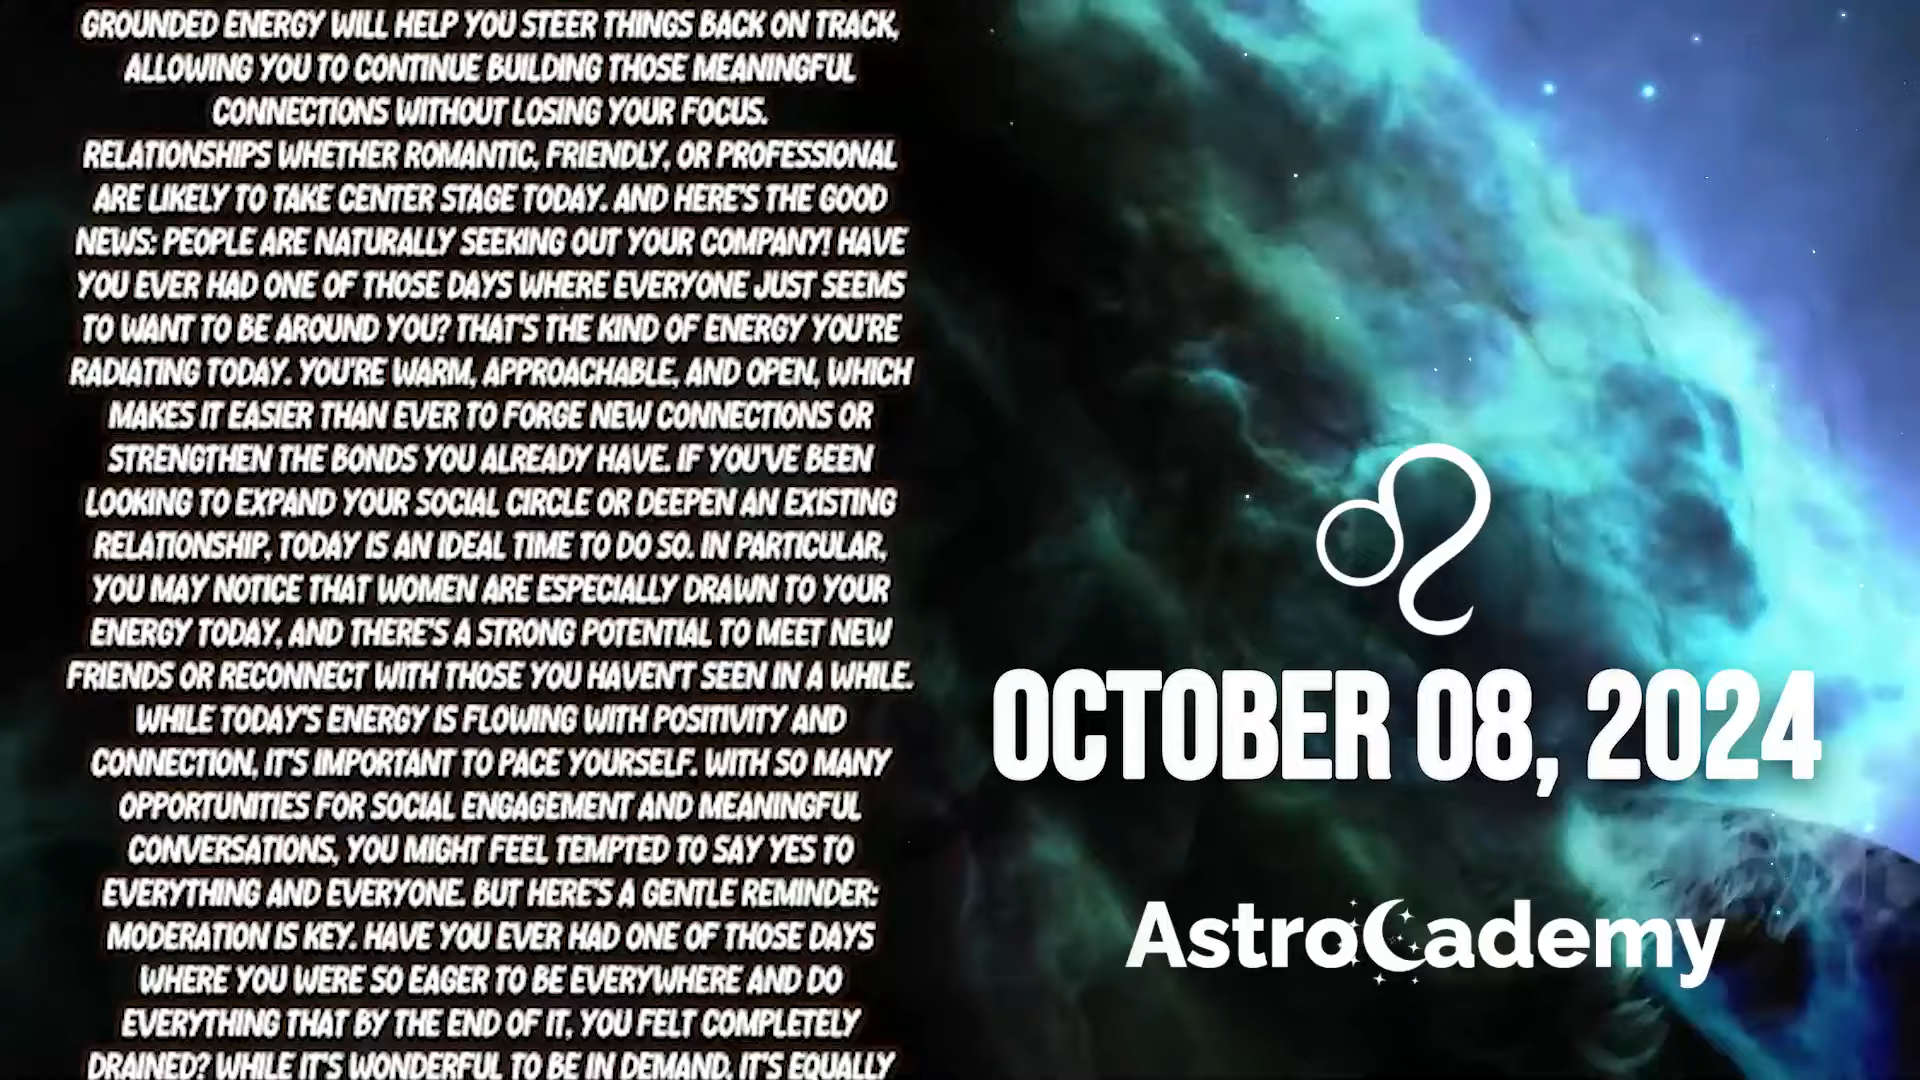 GROUNDED ENERGY WILL HELP YOU STEER THINGS BACK ON TRACK,
ALLOWING YOU TO CONTINUE BUILDING THOSE MEANINGFUL
CONNECTIONS WITHOUT LOSING YOUR FOCUS.
RELATIONSHIPS WHETHER ROMANTIC, FRIENDLY, OR PROFESSIONAL
ARE LIKELY TO TAKE CENTER STAGE TODAY. AND HERE'S THE GOOD
NEWS: PEOPLE ARE NATURALLY SEEKING OUT YOUR COMPANY! HAVE
YOU EVER HAD ONE OF THOSE DAYS WHERE EVERYONE JUST SEEMS
TO WANT TO BE AROUND YOU? THAT'S THE KIND OF ENERGY YOU'RE
RADIATING TODAY. YOU'RE WARM, APPROACHABLE, AND OPEN, WHICH
MAKES IT EASIER THAN EVER TO FORGE NEW CONNECTIONS OR
STRENGTHEN THE BONDS YOU ALREADY HAVE. IF YOU'VE BEEN
LOOKING TO EXPAND YOUR SOCIAL CIRCLE OR DEEPEN AN EXISTING
RELATIONSHIP, TODAY IS AN IDEAL TIME TO DO SO. IN PARTICULAR,
YOU MAY NOTICE THAT WOMEN ARE ESPECIALLY DRAWN TO YOUR
ENERGY TODAY, AND THERE'S A STRONG POTENTIAL TO MEET NEW
FRIENDS OR RECONNECT WITH THOSE YOU HAVEN'T SEEN IN A WHILE.
WHILE TODAY'S ENERGY IS FLOWING WITH POSITIVITY AND
CONNECTION, IT'S IMPORTANT TO PACE YOURSELF. WITH SO MANY
OPPORTUNITIES FOR SOCIAL ENGAGEMENT AND MEANINGFUL
CONVERSATIONS, YOU MIGHT FEEL TEMPTED TO SAY YES TO
EVERYTHING AND EVERYONE. BUT HERE'S A GENTLE REMINDER:
MODERATION IS KEY. HAVE YOU EVER HAD ONE OF THOSE DAYS
WHERE YOU WERE SO EAGER TO BE EVERYWHERE AND DO
EVERYTHING THAT BY THE END OF IT, YOU FELT COMPLETELY
DRAINED? WHILE IT'S WONDERFUL TO BE IN DEMAND, IT'S EQUALLY
OCTOBER 08, 2024
AstroCademy